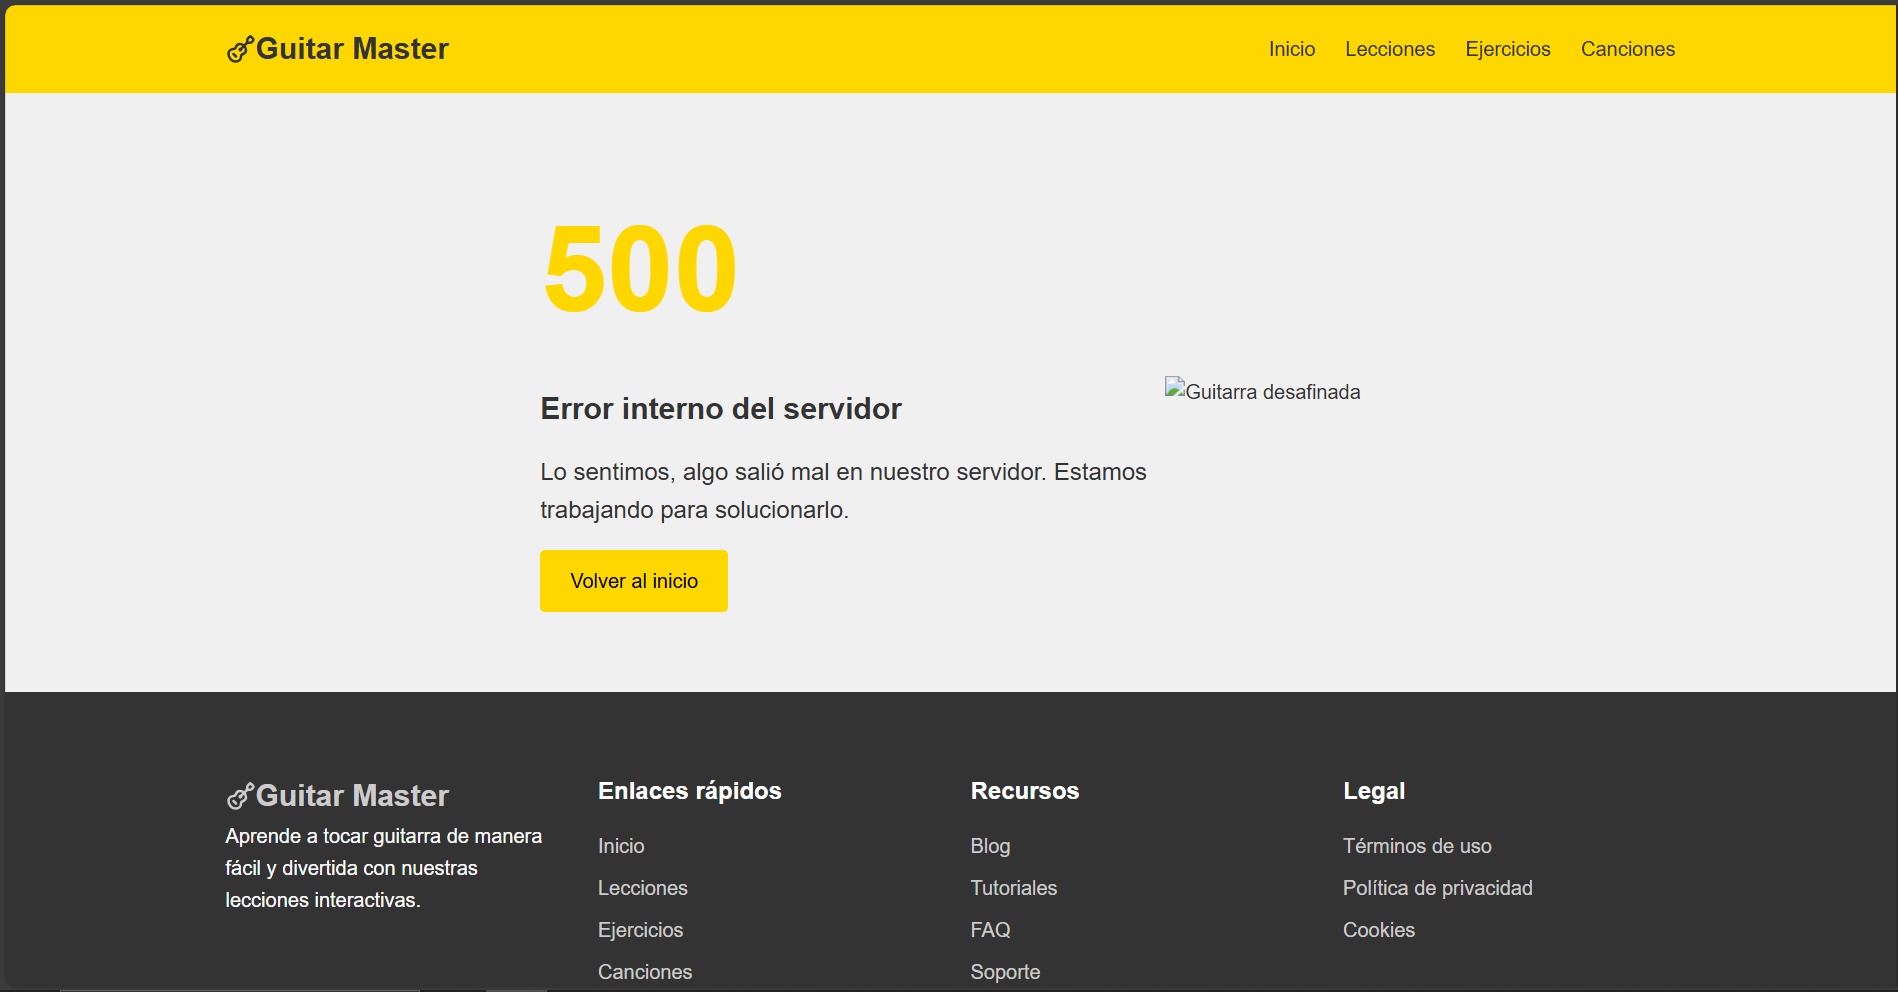 Guitar Master
Inicio Lecciones Ejercicios Canciones
500
Error interno del servidor
Lo sentimos, algo salió mal en nuestro servidor. Estamos
trabajando para solucionarlo.
Volver al inicio
Guitarra desafinada
Guitar Master
Aprende a tocar guitarra de manera
fácil y divertida con nuestras
lecciones interactivas.
Enlaces rápidos
Inicio
Lecciones
Ejercicios
Canciones
Recursos
Blog
Tutoriales
FAQ
Soporte
Legal
Términos de uso
Política de privacidad
Cookies